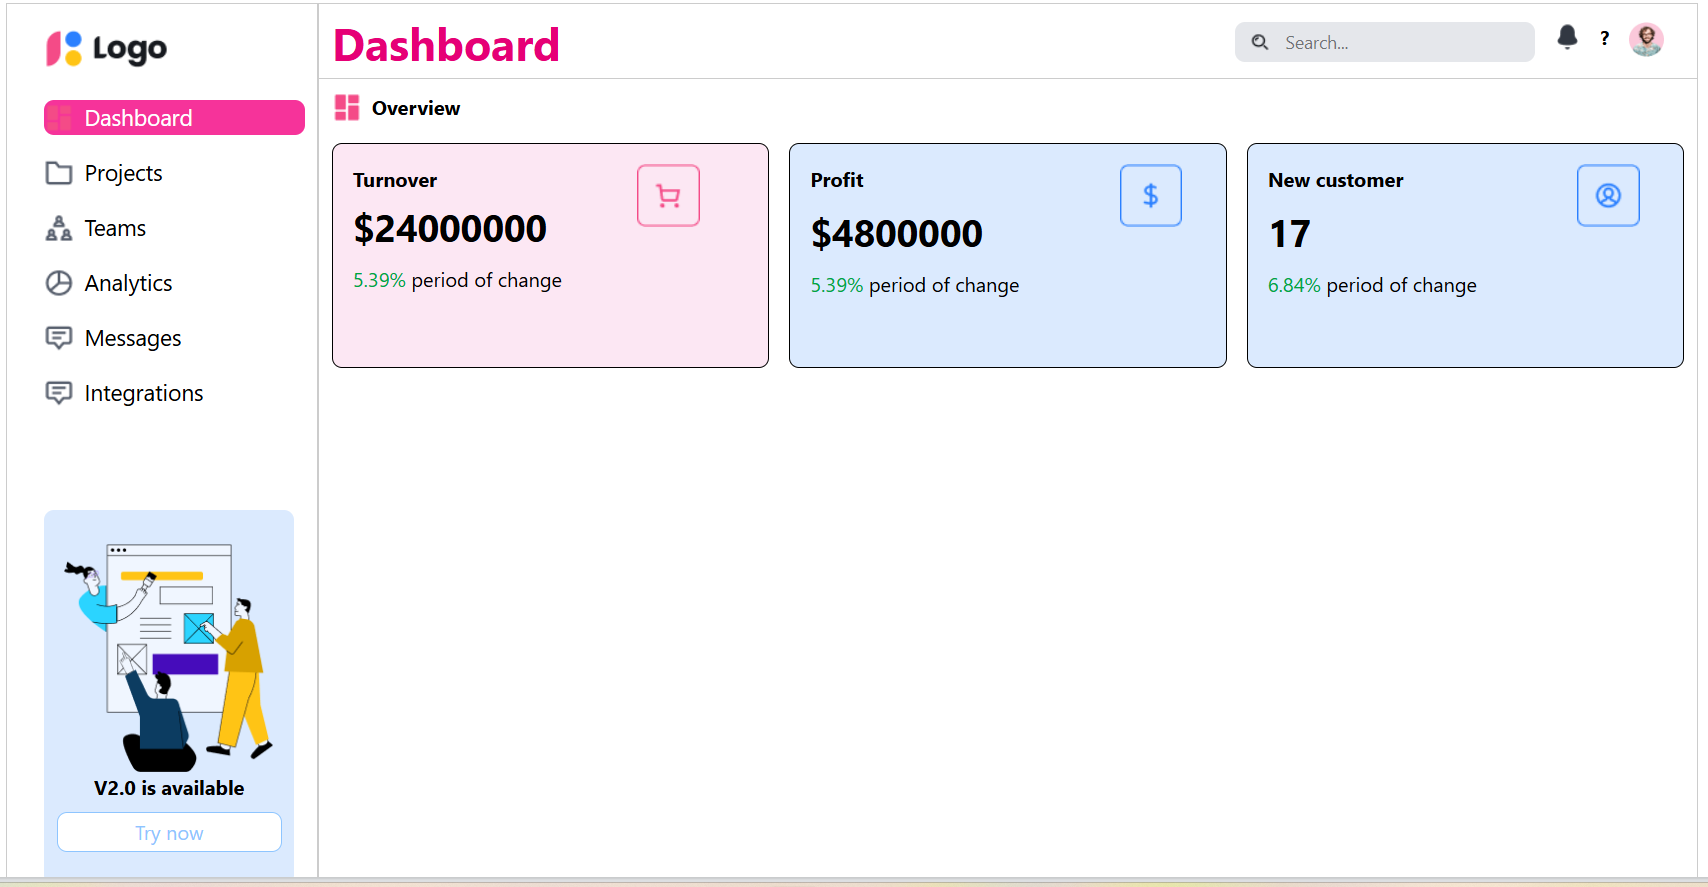 Logo
Dashboard
Projects
Teams
Analytics
Messages
Integrations
V2.0 is available
Try now
Dashboard
Search...
?
Overview
Turnover
$24000000
5.39% period of change
Profit
$4800000
$
5.39% period of change
New customer
17
6.84% period of change